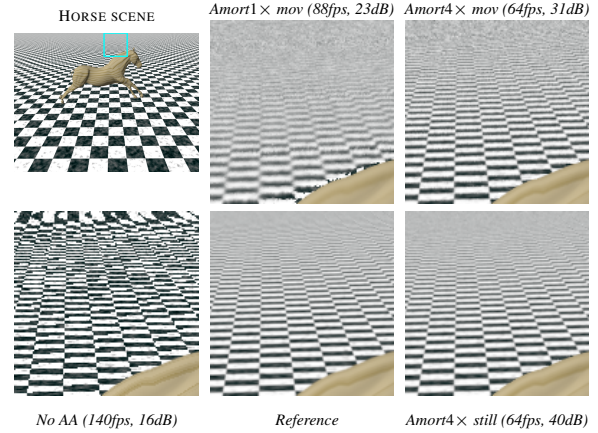 HORSE SCENE
Amort1× mov (88fps, 23dB)
Amort4× mov (64fps, 31dB)
No AA (140fps, 16dB)
Reference
Amort4× still (64fps, 40dB)